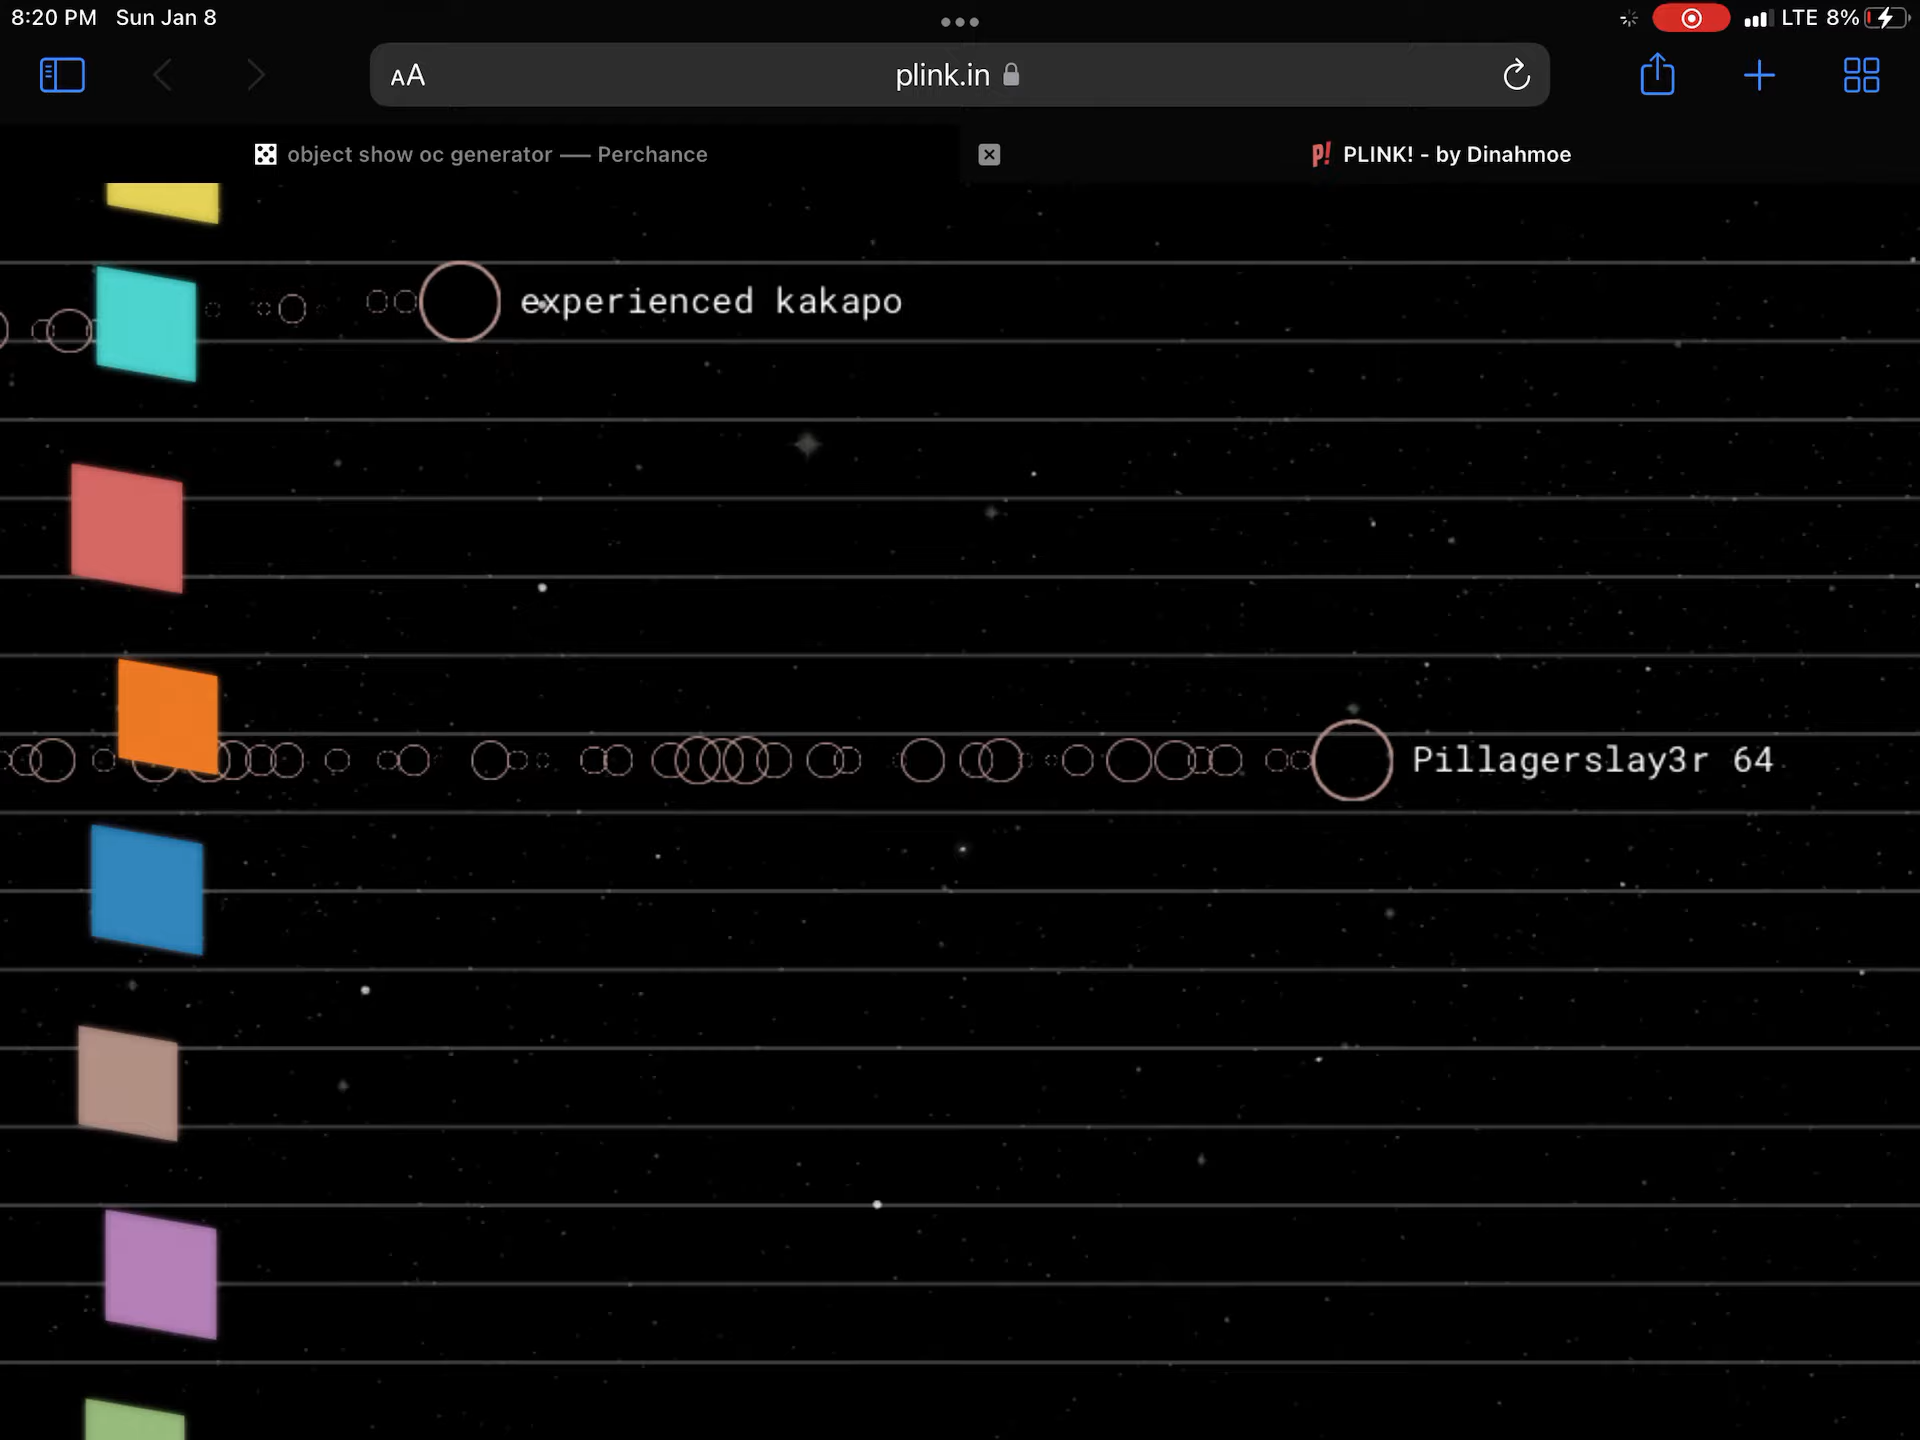 8:20 PM Sun Jan 8
LTE 8%
AA
plink.in
object show oc generator — Perchance
p! PLINK! - by Dinahmoe
experienced kakapo
Pillagerslay3r 64